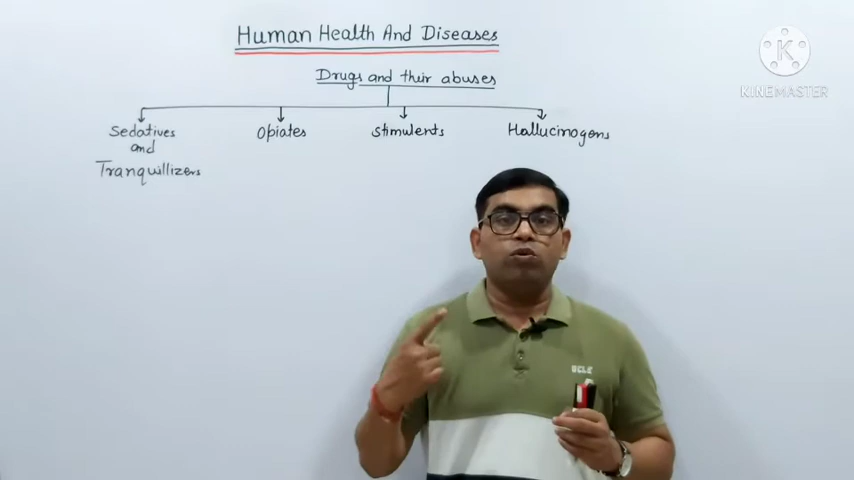 Human Health And Diseases
Drugs and their abuses
Sedatives
and
Tranquillizers
Opiates
Stimulents
Hallucinogens
K
KINEMASTER